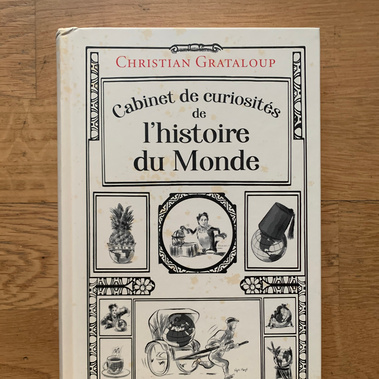 CHRISTIAN GRATALOUP
Cabinet de curiosités
de
l'histoire
du Monde